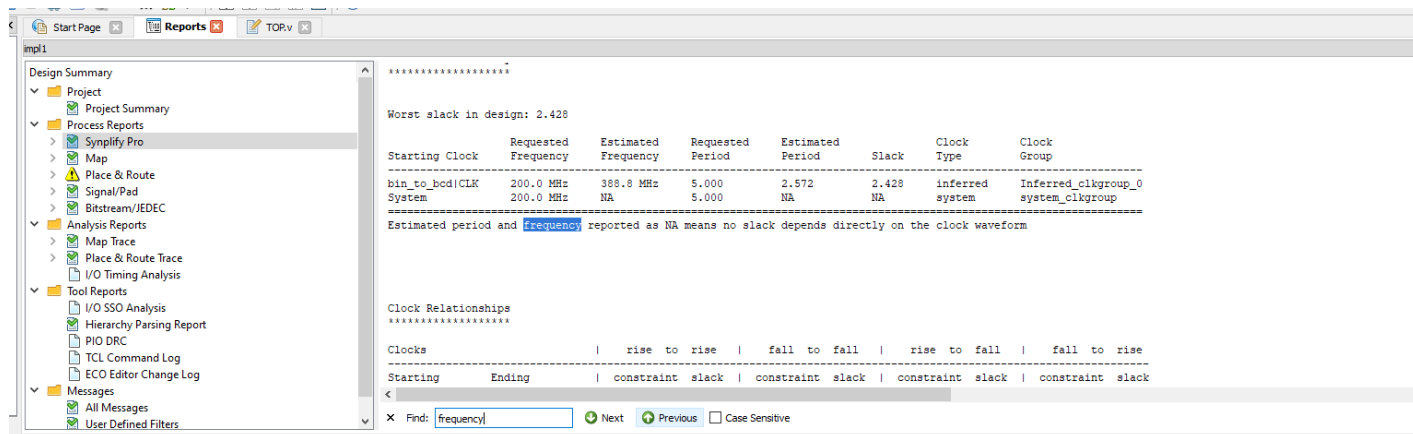 Start Page
Reports
TOP.v
impl1
Design Summary
Project
Project Summary
Process Reports
Synplify Pro
Map
Place & Route
Signal/Pad
Bitstream/JEDEC
Analysis Reports
Map Trace
Place & Route Trace
I/O Timing Analysis
Tool Reports
I/O SSO Analysis
Hierarchy Parsing Report
PIO DRC
TCL Command Log
ECO Editor Change Log
Messages
All Messages
User Defined Filters
*******************
Worst slack in design: 2.428
Requested Estimated Requested Estimated Clock Clock
Starting Clock Frequency Frequency Period Period Slack Type Group
------------------------------------------------------------
bin_to_bcd|CLK 200.0 MHz 388.8 MHz 5.000 2.572 2.428 inferred Inferred_clkgroup_0
System 200.0 MHz NA 5.000 NA NA system system_clkgroup
============================================================
Estimated period and frequency reported as NA means no slack depends directly on the clock waveform
Clock Relationships
*******************
Clocks | rise to rise | fall to fall | rise to fall | fall to rise
------------------------------------------------------------
Starting Ending | constraint slack | constraint slack | constraint slack | constraint slack
Find: frequency Next Previous Case Sensitive